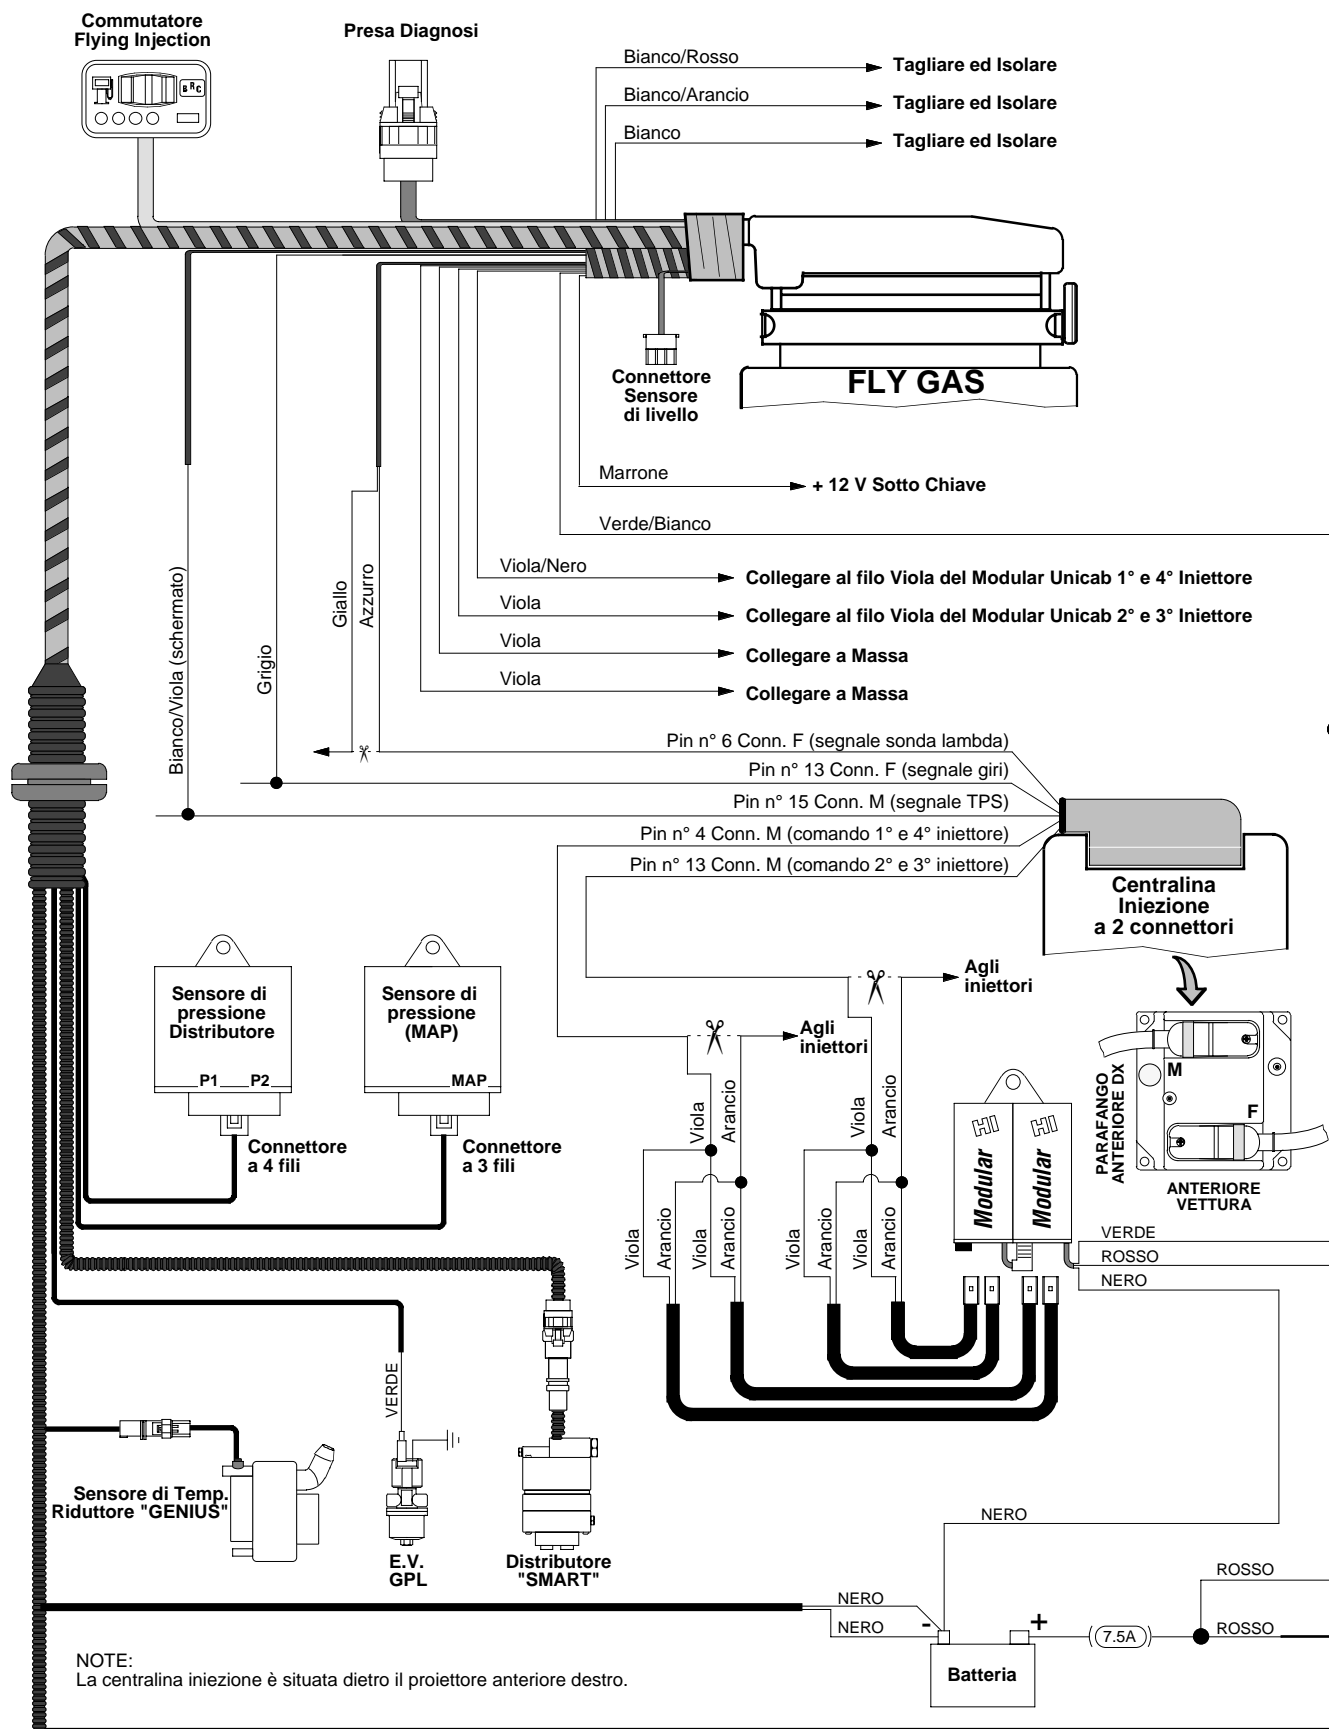 Commutatore
Flying Injection
B R C
Presa Diagnosi
Bianco/Rosso
Tagliare ed Isolare
Bianco/Arancio
Tagliare ed Isolare
Bianco
Tagliare ed Isolare
Connettore
Sensore
di livello
FLY GAS
Marrone
+ 12 V Sotto Chiave
Verde/Bianco
Viola/Nero
Collegare al filo Viola del Modular Unicab 1° e 4° Iniettore
Viola
Collegare al filo Viola del Modular Unicab 2° e 3° Iniettore
Viola
Collegare a Massa
Viola
Collegare a Massa
Bianco/Viola (schermato)
Grigio
Giallo
Azzurro
Pin n° 6 Conn. F (segnale sonda lambda)
Pin n° 13 Conn. F (segnale giri)
Pin n° 15 Conn. M (segnale TPS)
Pin n° 4 Conn. M (comando 1° e 4° iniettore)
Pin n° 13 Conn. M (comando 2° e 3° iniettore)
Centralina
Iniezione
a 2 connettori
Sensore di
pressione
Distributore
P1 P2
Connettore
a 4 fili
Sensore di
pressione
(MAP)
MAP
Connettore
a 3 fili
Agli
iniettori
Agli
iniettori
Viola
Arancio
Viola
Arancio
Viola
Arancio
Viola
Arancio
Viola
Arancio
Viola
Arancio
HI
Modular
HI
Modular
M
F
PARAFANGO
ANTERIORE DX
ANTERIORE
VETTURA
VERDE
ROSSO
NERO
VERDE
Sensore di Temp.
Riduttore "GENIUS"
E.V.
GPL
Distributore
"SMART"
NERO
NERO
NERO
-
+
7.5A
ROSSO
ROSSO
Batteria
NOTE:
La centralina iniezione è situata dietro il proiettore anteriore destro.